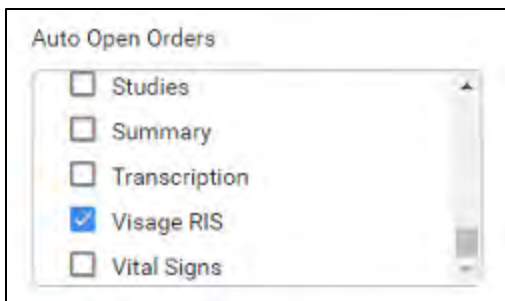 Auto Open Orders
Studies
Summary
Transcription
Visage RIS
Vital Signs